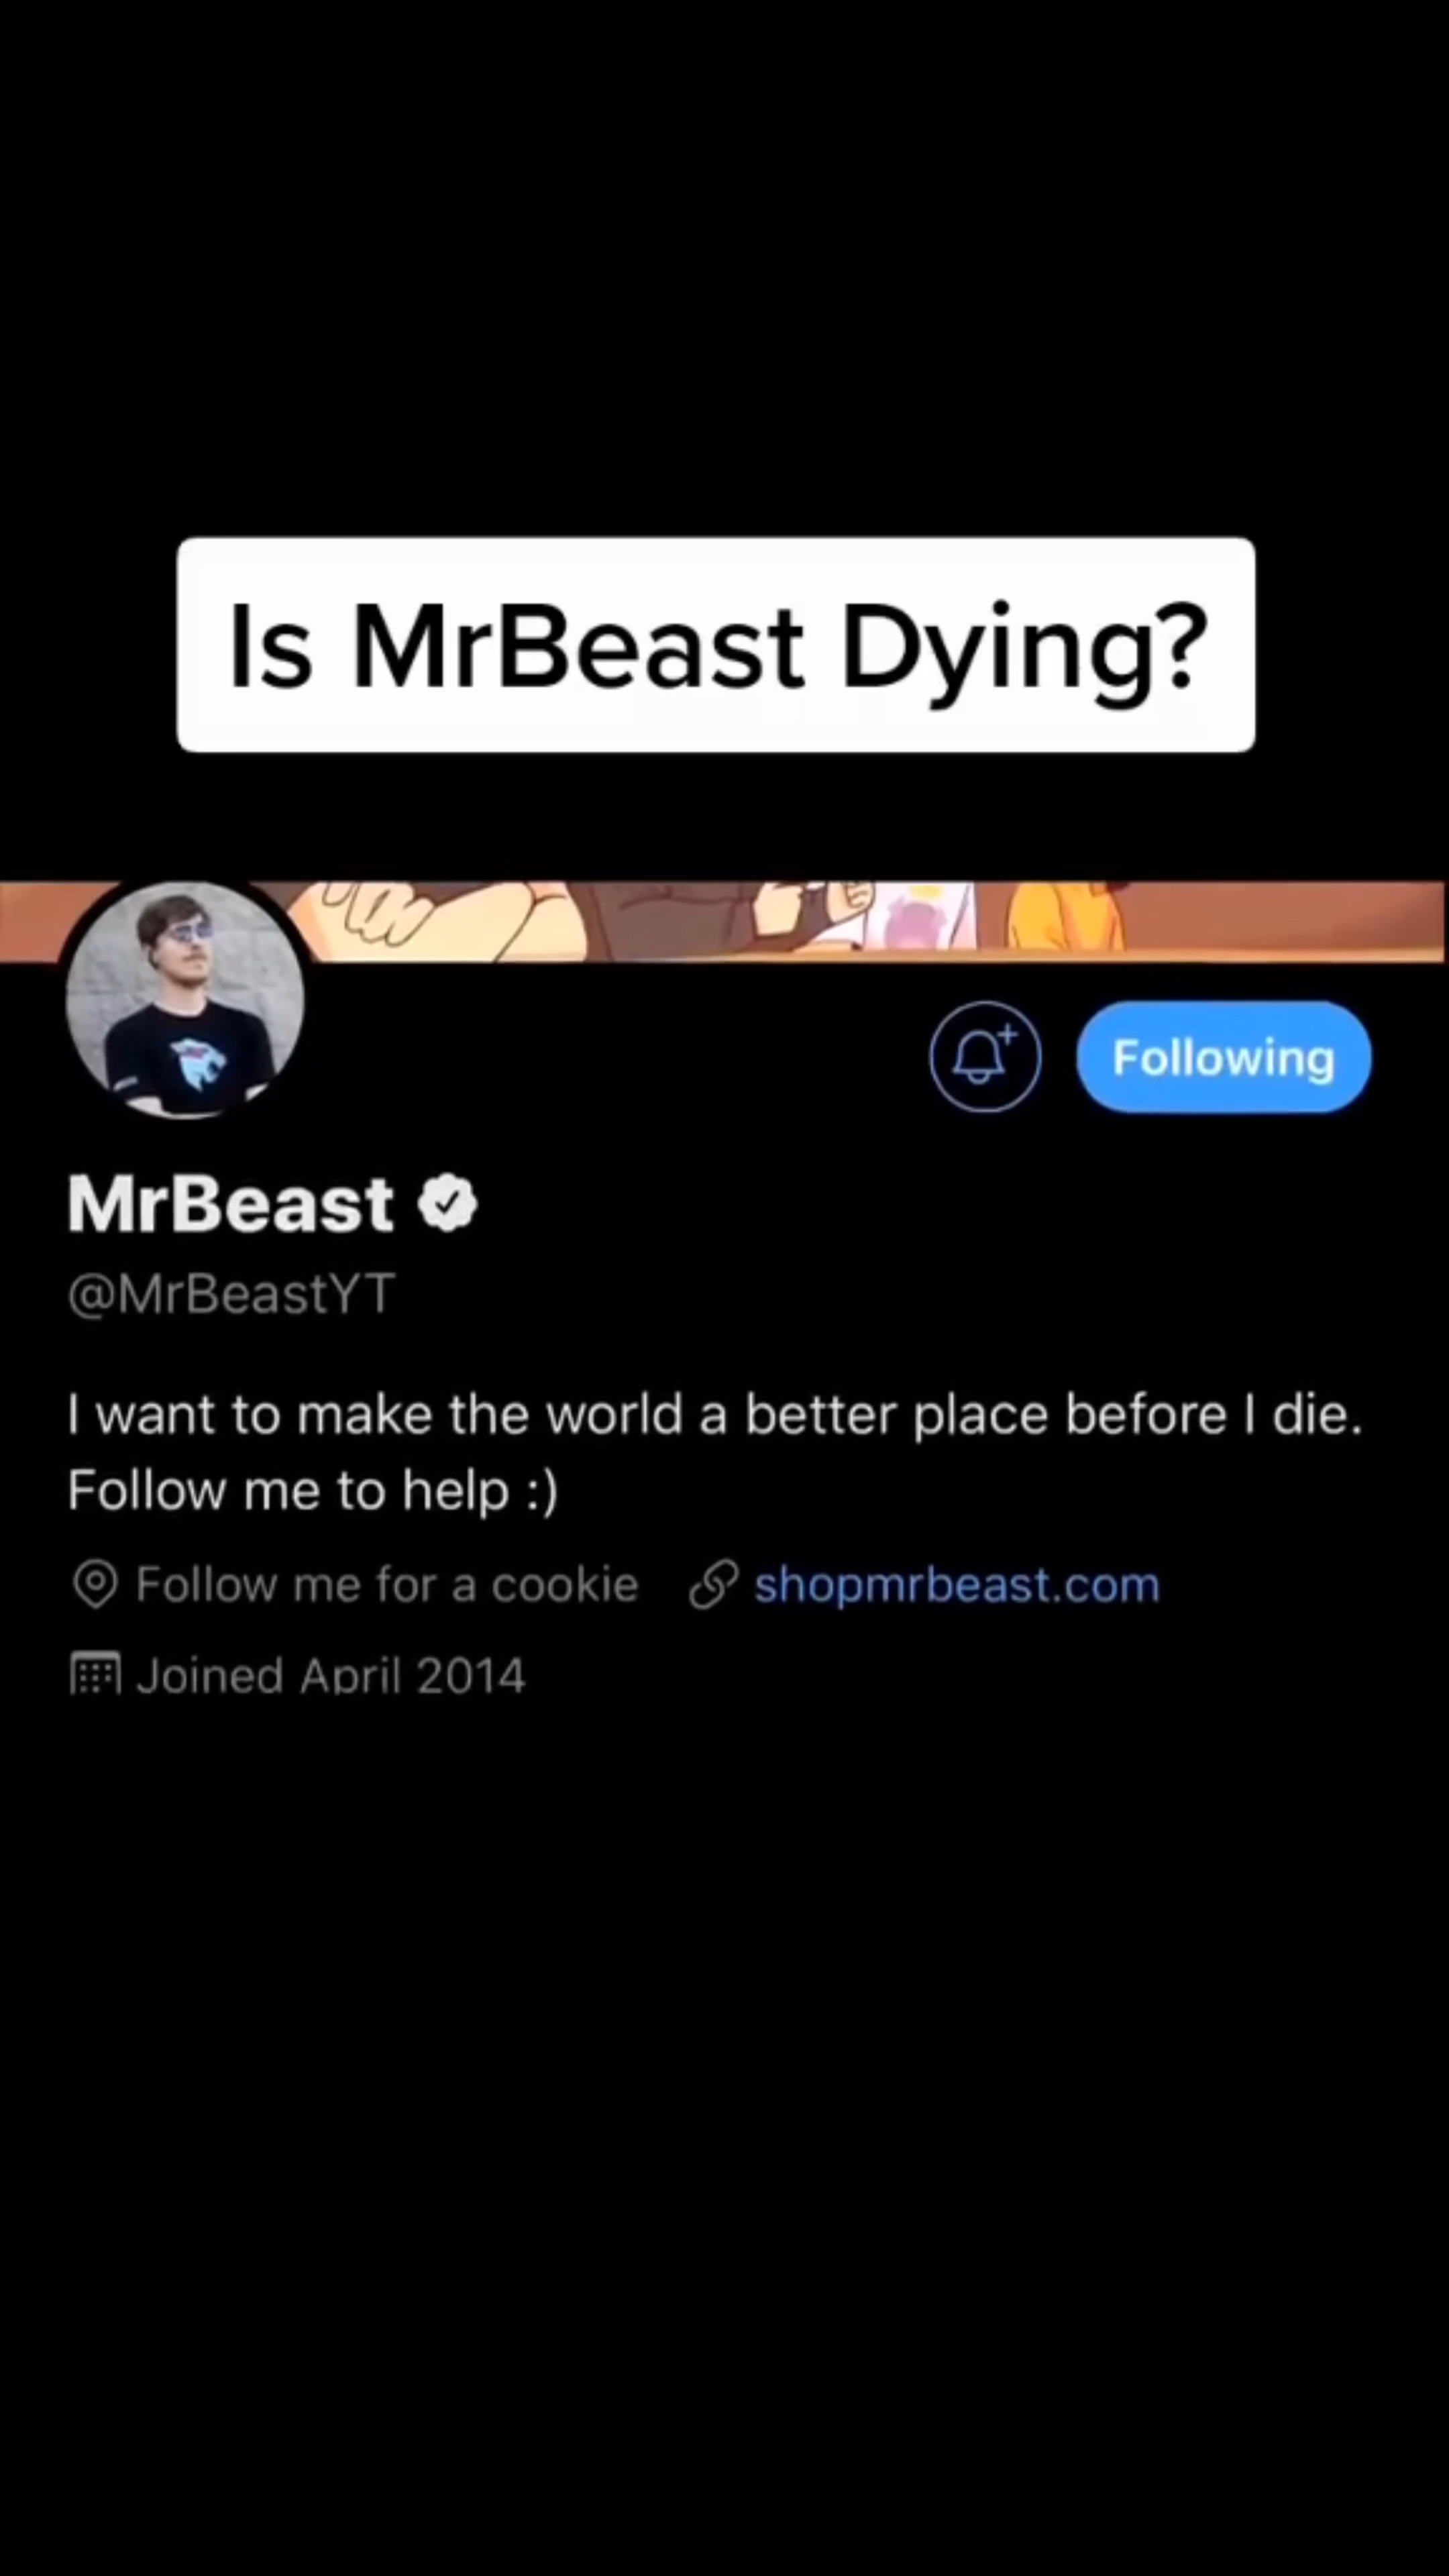 Is MrBeast Dying?
Following
MrBeast
@MrBeastYT
I want to make the world a better place before I die.
Follow me to help :)
Follow me for a cookie shopmrbeast.com
Joined April 2014